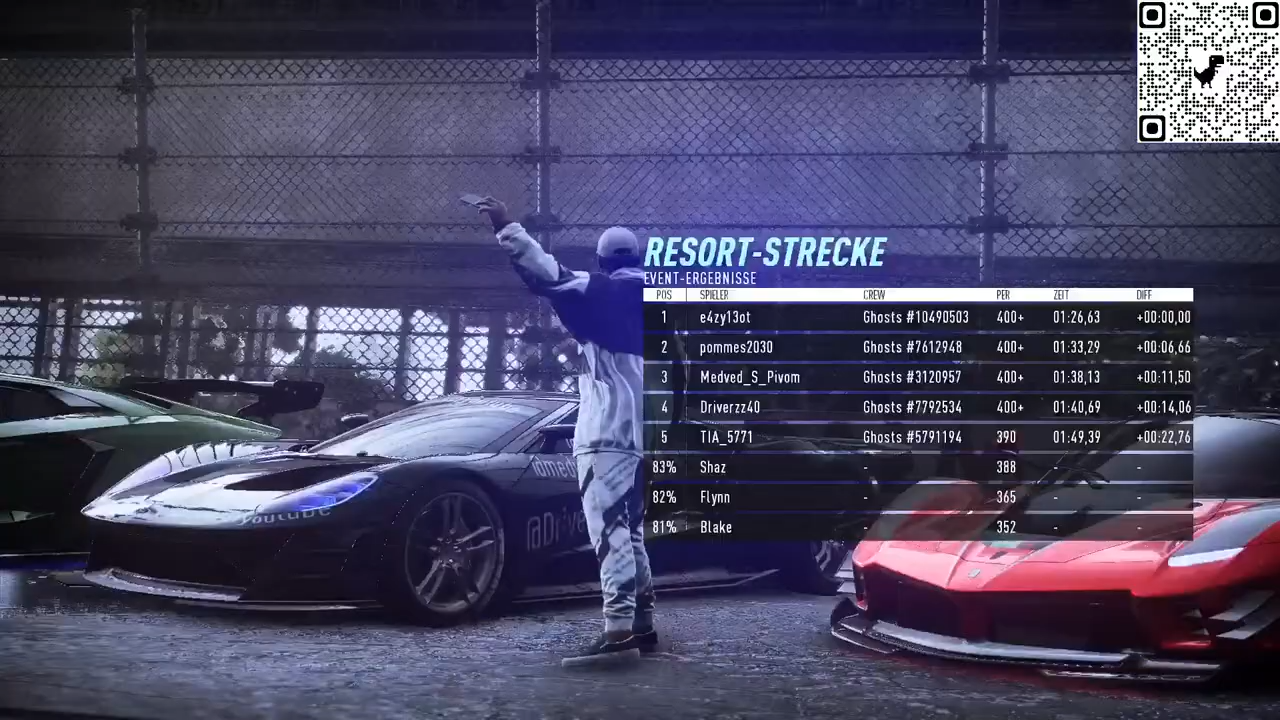 RESORT-STRECKE
EVENT-ERGEBNISSE
POS SPIELER CREW PER ZEIT DIFF
1 e4zy13ot Ghosts #10490503 400+ 01:26,63 +00:00,00
2 pommes2030 Ghosts #7612948 400+ 01:33,29 +00:06,66
3 Medved_S_Pivom Ghosts #3120957 400+ 01:38,13 +00:11,50
4 Driverzz40 Ghosts #7792534 400+ 01:40,69 +00:14,06
5 TIA_5771 Ghosts #5791194 390 01:49,39 +00:22,76
83% Shaz - 388 - -
82% Flynn - 365 - -
81% Blake - 352 - -
Youtube